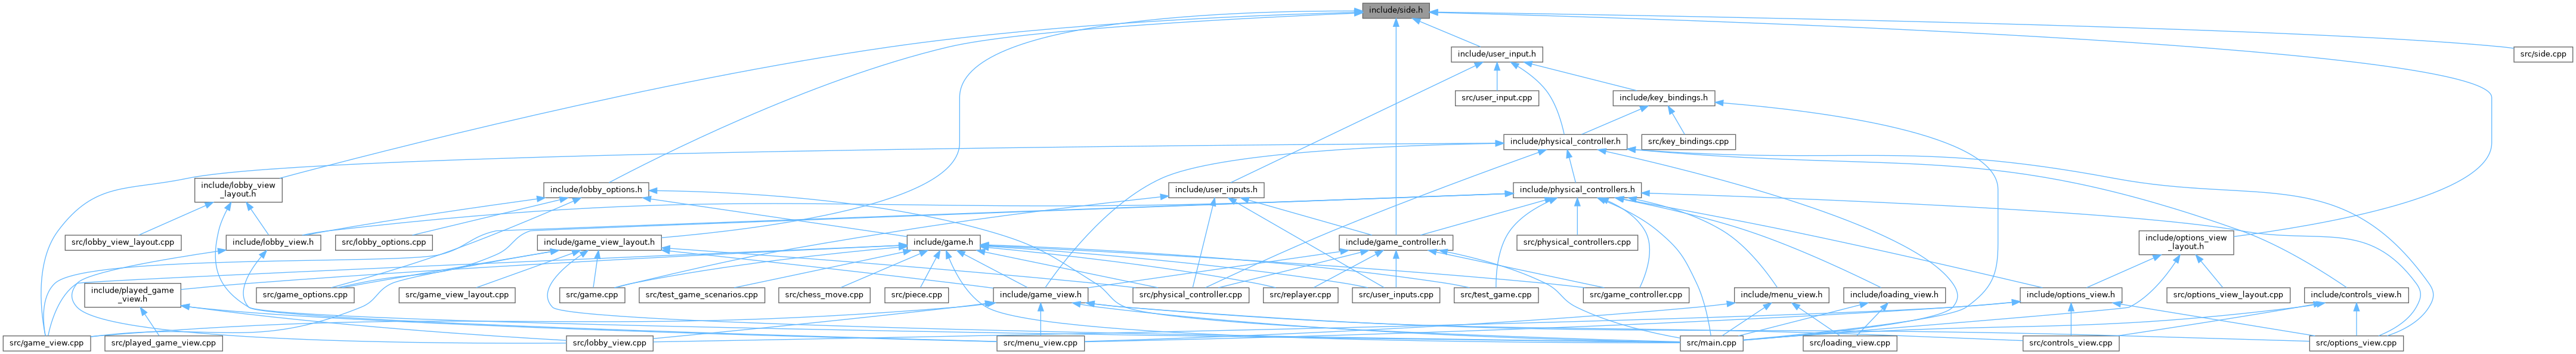 include/side.h
include/user_input.h
src/side.cpp
src/user_input.cpp
include/key_bindings.h
include/physical_controller.h
src/key_bindings.cpp
include/lobby_view
_layout.h
include/lobby_options.h
include/user_inputs.h
include/physical_controllers.h
src/lobby_view_layout.cpp
include/lobby_view.h
src/lobby_options.cpp
include/game_view_layout.h
include/game.h
include/game_controller.h
src/physical_controllers.cpp
include/options_view
_layout.h
include/played_game
_view.h
src/game_options.cpp
src/game_view_layout.cpp
src/game.cpp
src/test_game_scenarios.cpp
src/chess_move.cpp
src/piece.cpp
include/game_view.h
src/physical_controller.cpp
src/replayer.cpp
src/user_inputs.cpp
src/test_game.cpp
src/game_controller.cpp
include/menu_view.h
include/loading_view.h
include/options_view.h
src/options_view_layout.cpp
include/controls_view.h
src/game_view.cpp
src/played_game_view.cpp
src/lobby_view.cpp
src/menu_view.cpp
src/main.cpp
src/loading_view.cpp
src/controls_view.cpp
src/options_view.cpp